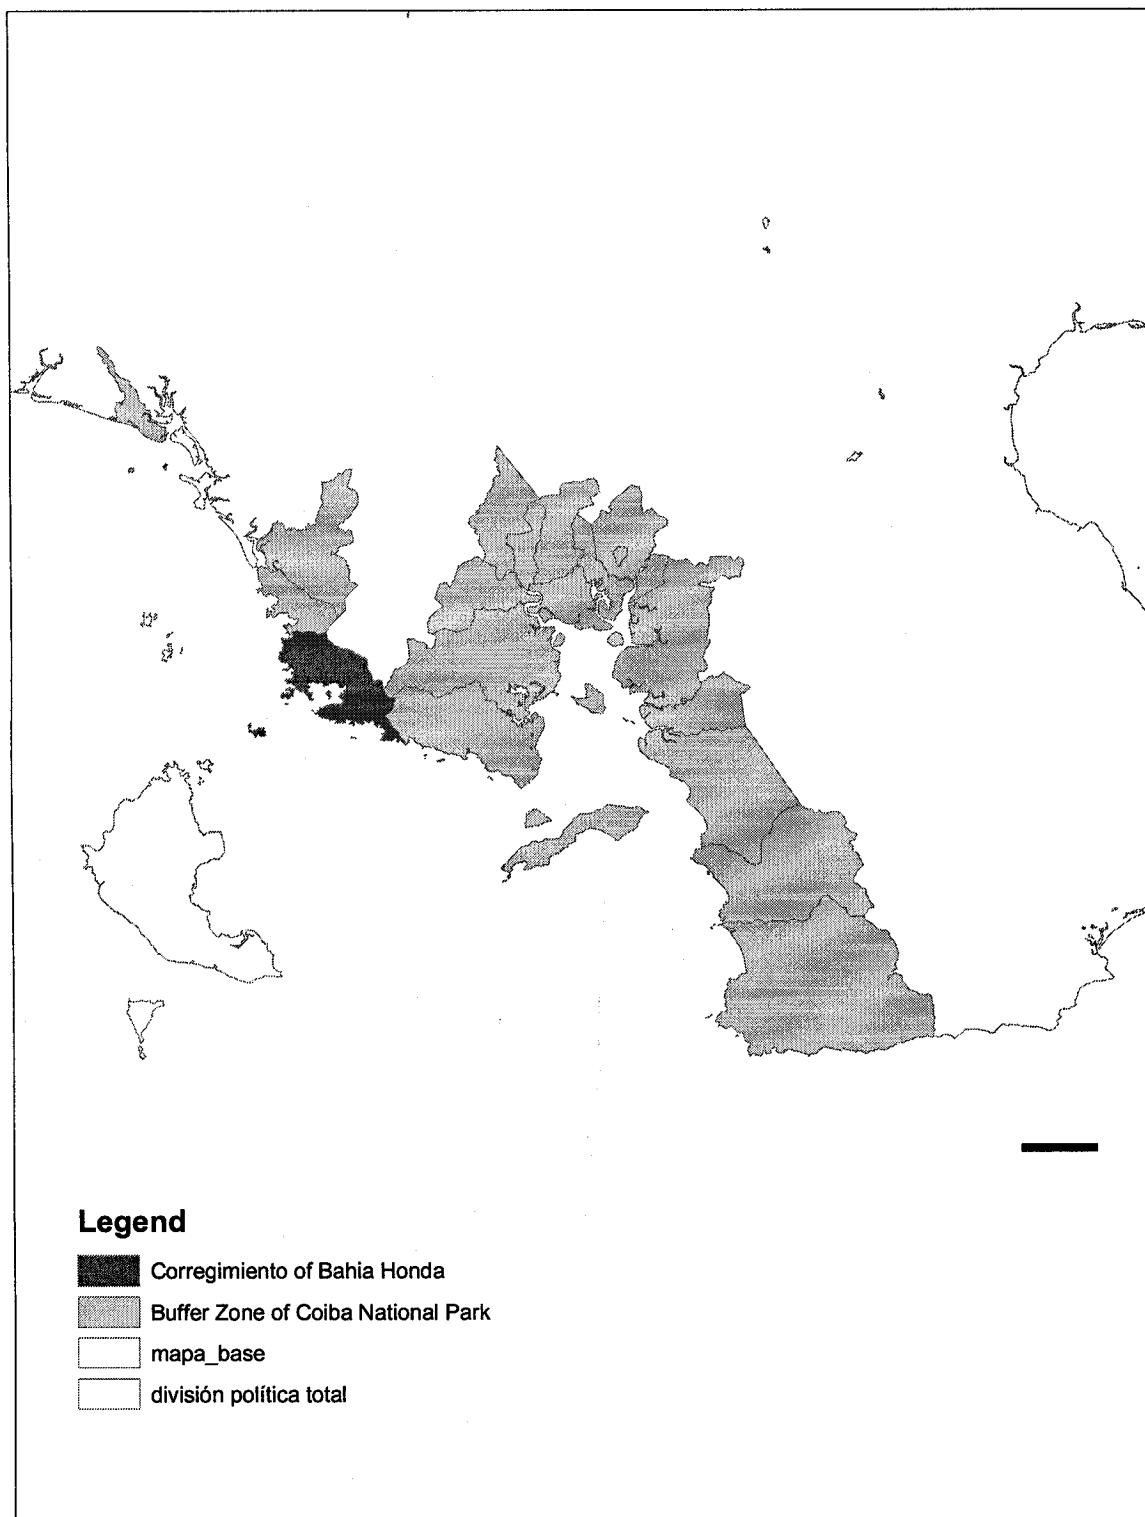 Legend
Corregimiento of Bahia Honda
Buffer Zone of Coiba National Park
mapa_base
división política total